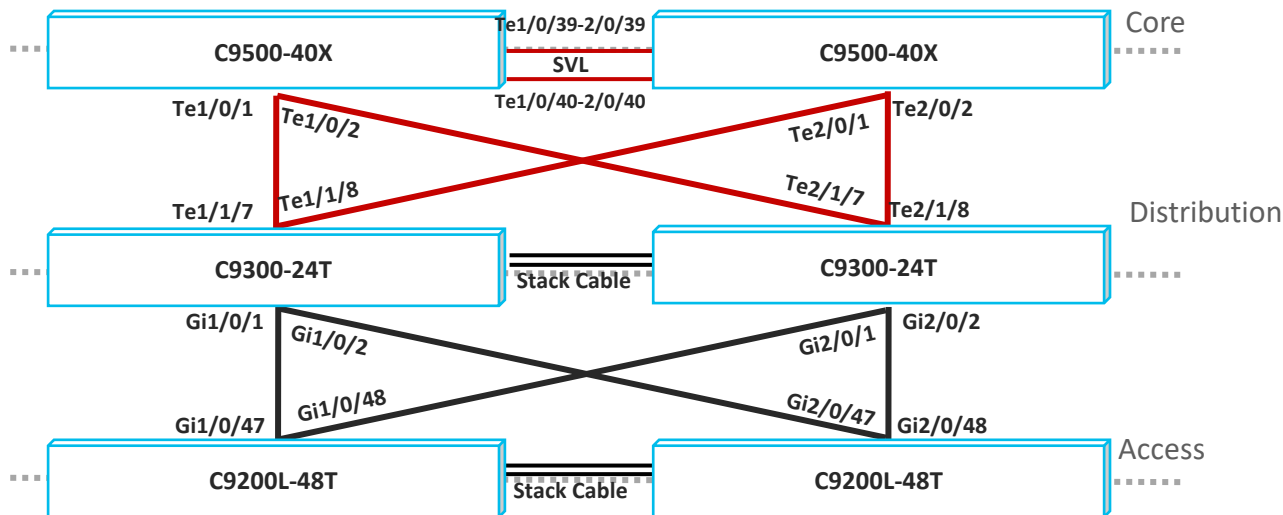 Te1/0/39-2/0/39
Core
C9500-40X
SVL
C9500-40X
Te1/0/40-2/0/40
Te1/0/1
Te1/0/2
Te2/0/1
Te2/0/2
Te1/1/7
Te1/1/8
Te2/1/7
Te2/1/8
Distribution
C9300-24T
Stack Cable
C9300-24T
Gi1/0/1
Gi1/0/2
Gi2/0/1
Gi2/0/2
Gi1/0/47
Gi1/0/48
Gi2/0/47
Gi2/0/48
Access
C9200L-48T
Stack Cable
C9200L-48T